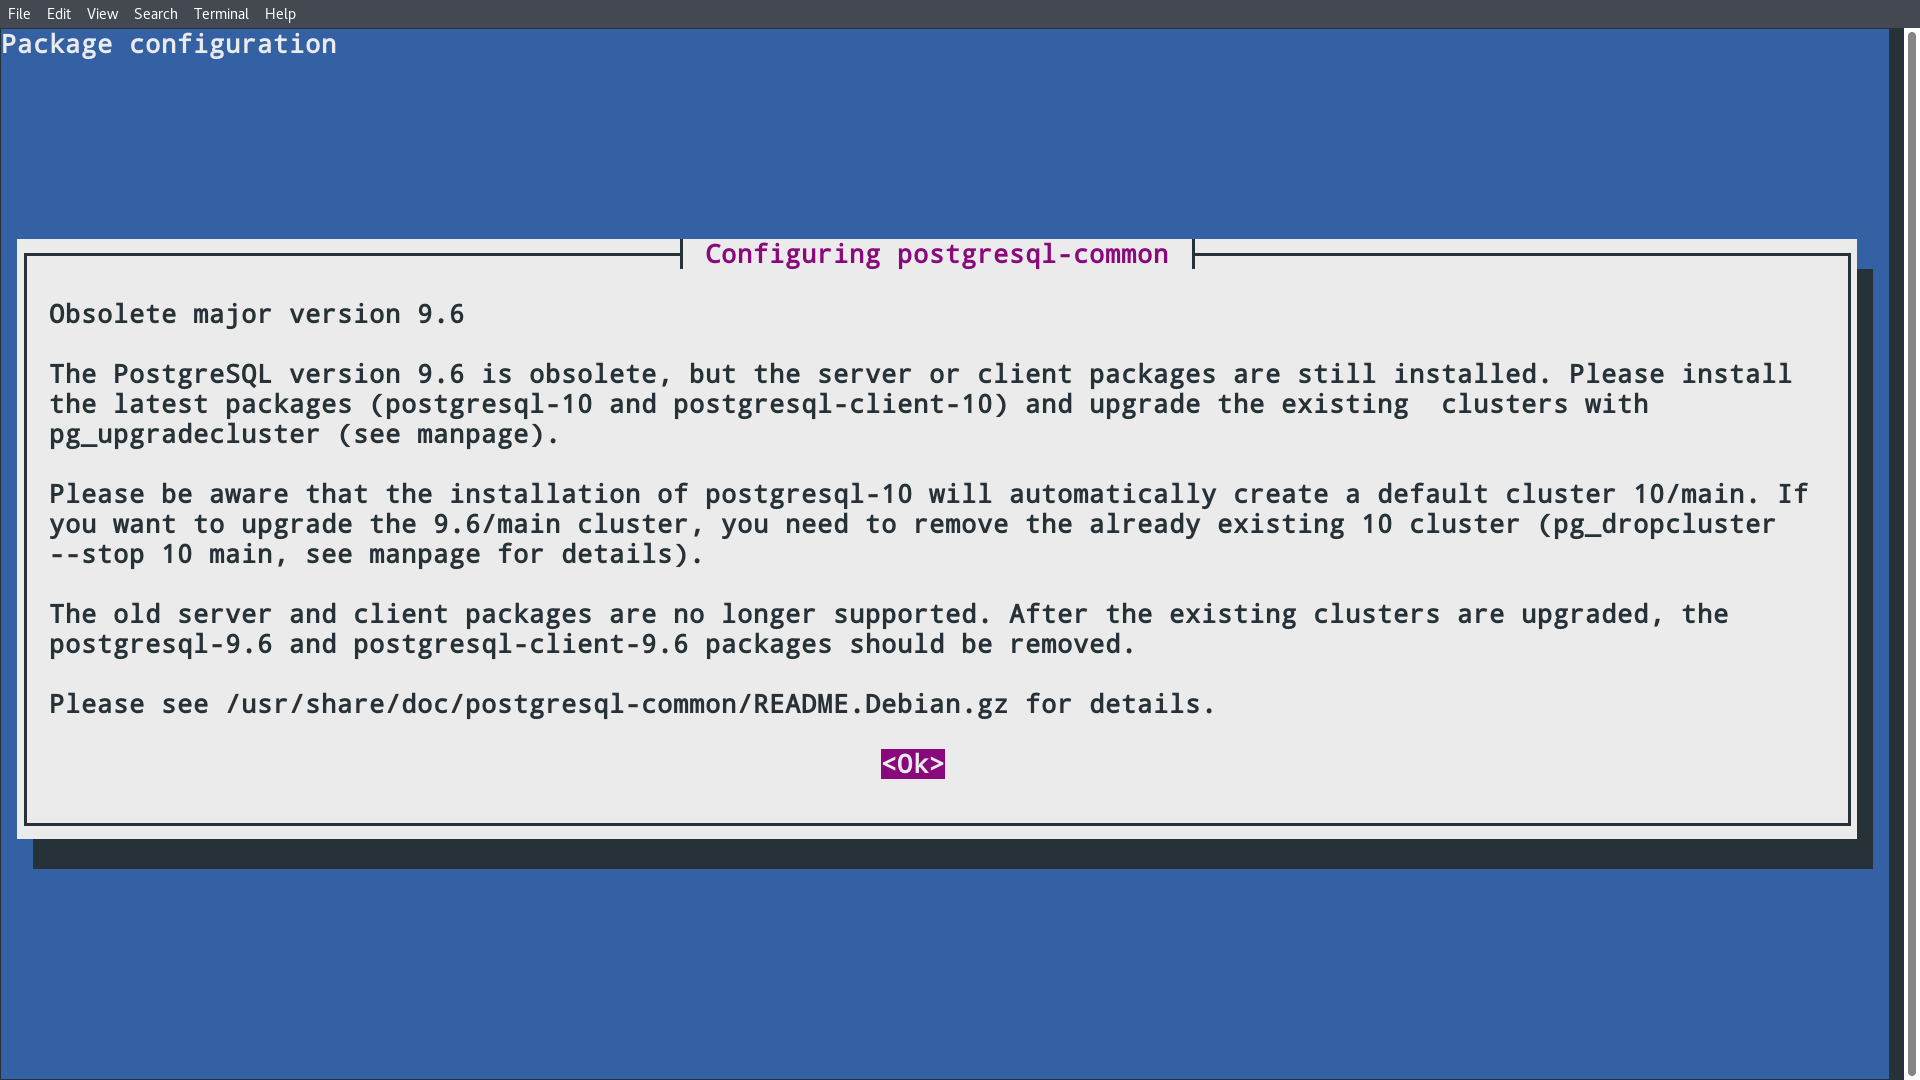 File Edit View Search Terminal Help
Package configuration
Configuring postgresql-common
Obsolete major version 9.6
The PostgreSQL version 9.6 is obsolete, but the server or client packages are still installed. Please install
the latest packages (postgresql-10 and postgresql-client-10) and upgrade the existing  clusters with
pg_upgradecluster (see manpage).
Please be aware that the installation of postgresql-10 will automatically create a default cluster 10/main. If
you want to upgrade the 9.6/main cluster, you need to remove the already existing 10 cluster (pg_dropcluster
--stop 10 main, see manpage for details).
The old server and client packages are no longer supported. After the existing clusters are upgraded, the
postgresql-9.6 and postgresql-client-9.6 packages should be removed.
Please see /usr/share/doc/postgresql-common/README.Debian.gz for details.
<Ok>